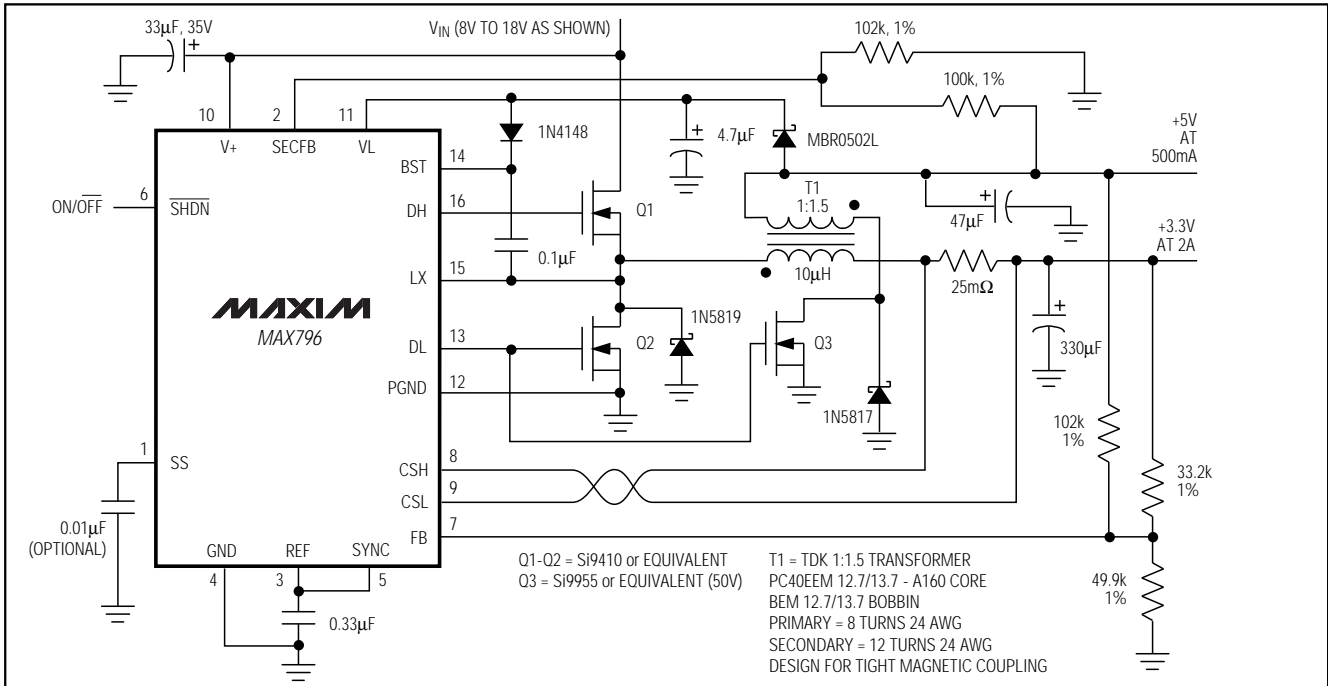 33µF, 35V
+
VIN (8V TO 18V AS SHOWN)
102k, 1%
100k, 1%
10
2
11
V+
SECFB
VL
1N4148
4.7µF
+
MBR0502L
+5V
AT
500mA
BST
14
ON/OFF
6
SHDN
DH
16
Q1
T1
1:1.5
+
47µF
+3.3V
AT 2A
0.1µF
LX
15
10µH
25mΩ
MAXIM
MAX796
1N5819
DL
13
Q2
Q3
+
330µF
PGND
12
1N5817
102k
1%
1
SS
CSH
8
33.2k
1%
CSL
9
0.01µF
(OPTIONAL)
FB
7
GND
REF
SYNC
4
3
5
0.33µF
Q1-Q2 = Si9410 or EQUIVALENT
Q3 = Si9955 or EQUIVALENT (50V)
T1 = TDK 1:1.5 TRANSFORMER
PC40EEM 12.7/13.7 - A160 CORE
BEM 12.7/13.7 BOBBIN
PRIMARY = 8 TURNS 24 AWG
SECONDARY = 12 TURNS 24 AWG
DESIGN FOR TIGHT MAGNETIC COUPLING
49.9k
1%